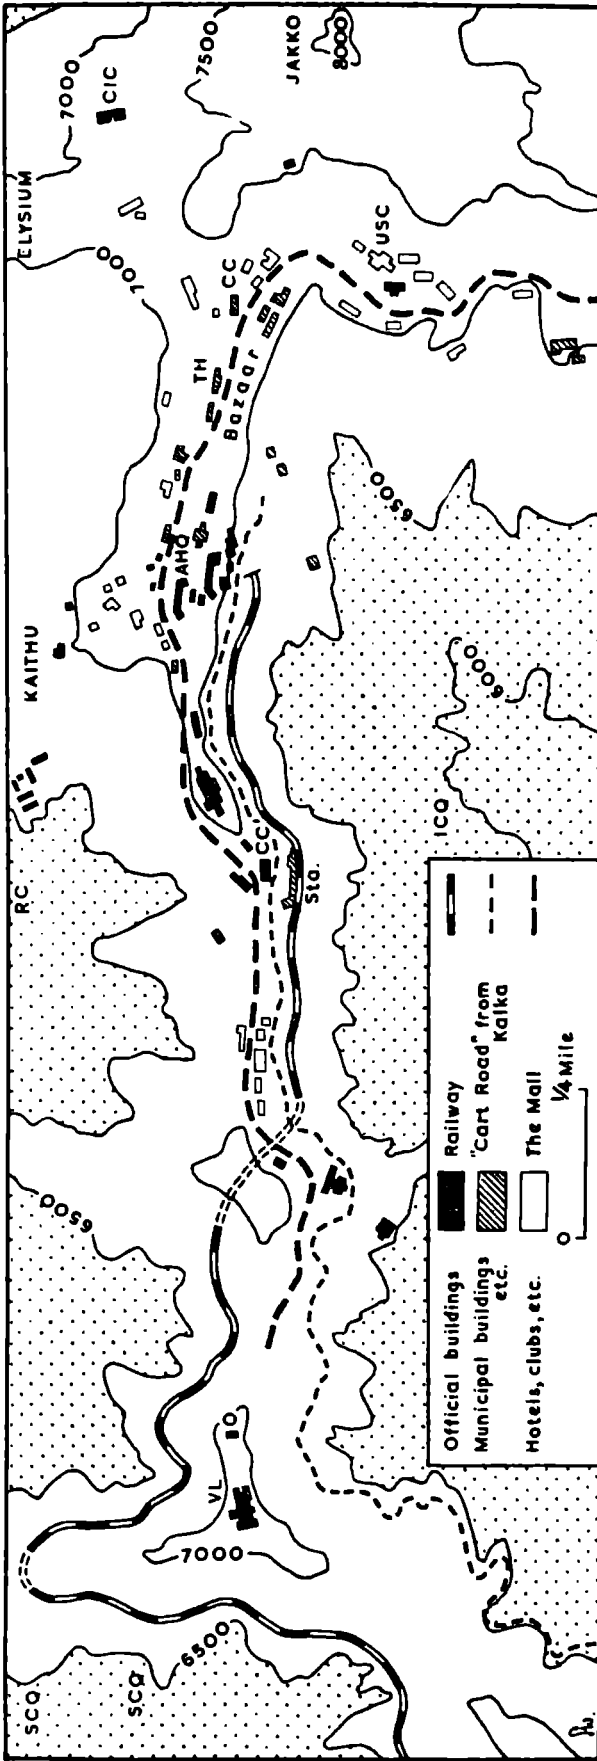 ELYSIUM
7000
CIC
7500
JAKKO
8000
7000
CC
USC
TH
Bazaar
AHQ
KAITHU
6500
6000
RC
CC
Sta.
ICQ
6500
VL
O
7000
SCQ
SCQ
6500
Official buildings
Railway
Municipal buildings etc.
"Cart Road" from Kalka
Hotels, clubs, etc.
The Mall
0
1/4 Mile